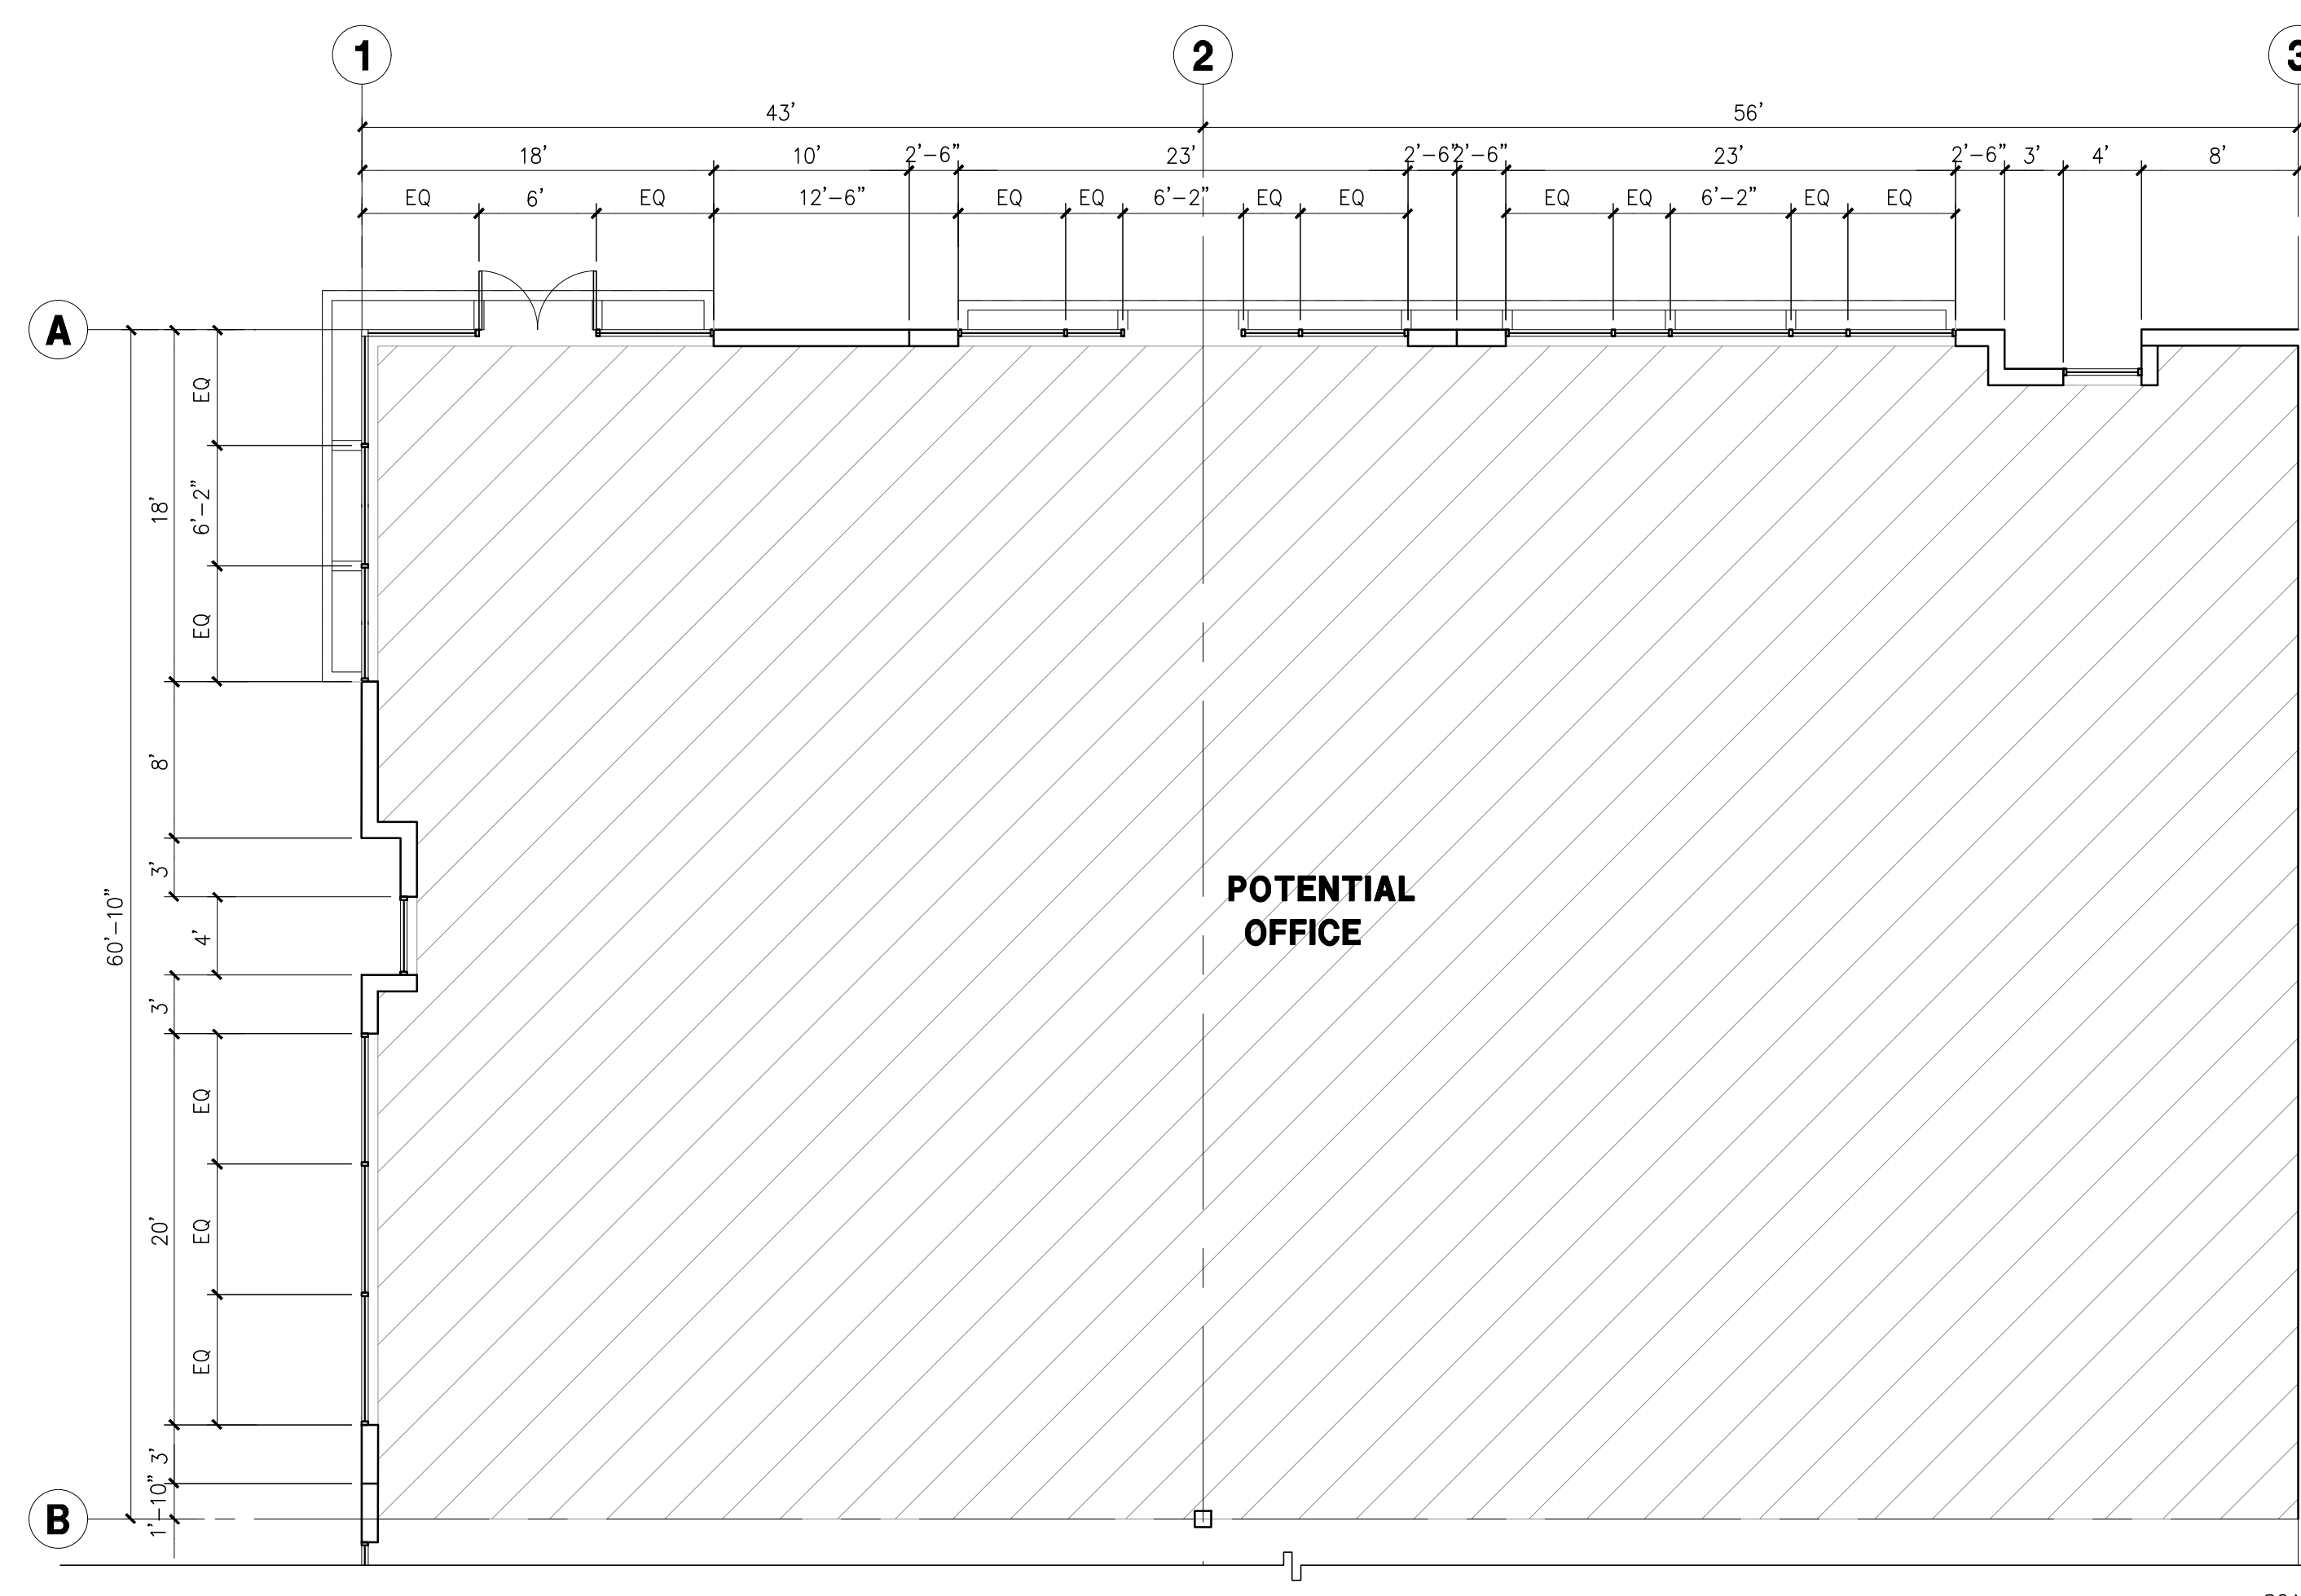 1 2 3
43' 56'
18' 10' 2'-6" 23' 2'-6" 2'-6" 23' 2'-6" 3' 4' 8'
EQ 6' EQ 12'-6" EQ EQ 6'-2" EQ EQ EQ EQ 6'-2" EQ EQ
A
EQ
18' 6'-2"
EQ
8'
3'
60'-10"
4'
3'
EQ
20' EQ
EQ
3'
1'-10"
B
POTENTIAL
OFFICE